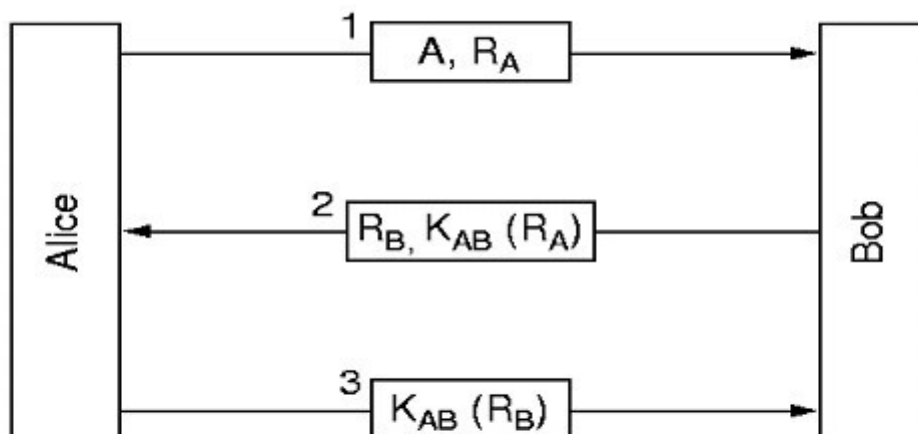 Alice
1
A, R_A
2
R_B, K_AB (R_A)
3
K_AB (R_B)
Bob